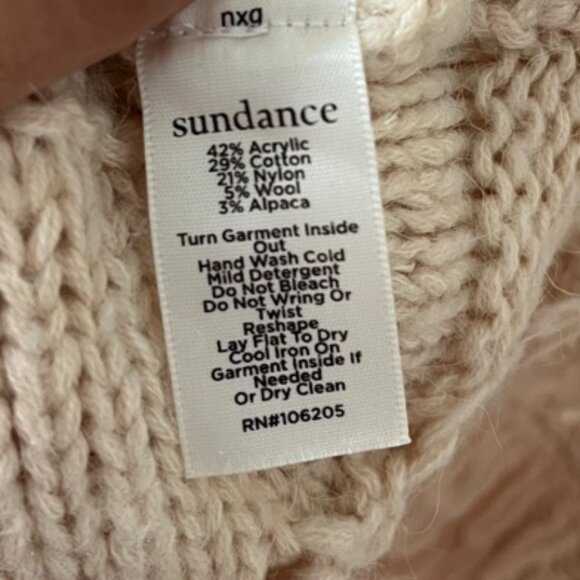 nxg
sundance
42% Acrylic
29% Cotton
21% Nylon
5% Wool
3% Alpaca
Turn Garment Inside
Out
Hand Wash Cold
Mild Detergent
Do Not Bleach
Do Not Wring Or
Twist
Reshape
Lay Flat To Dry
Cool Iron On
Garment Inside If
Needed
Or Dry Clean
RN#106205